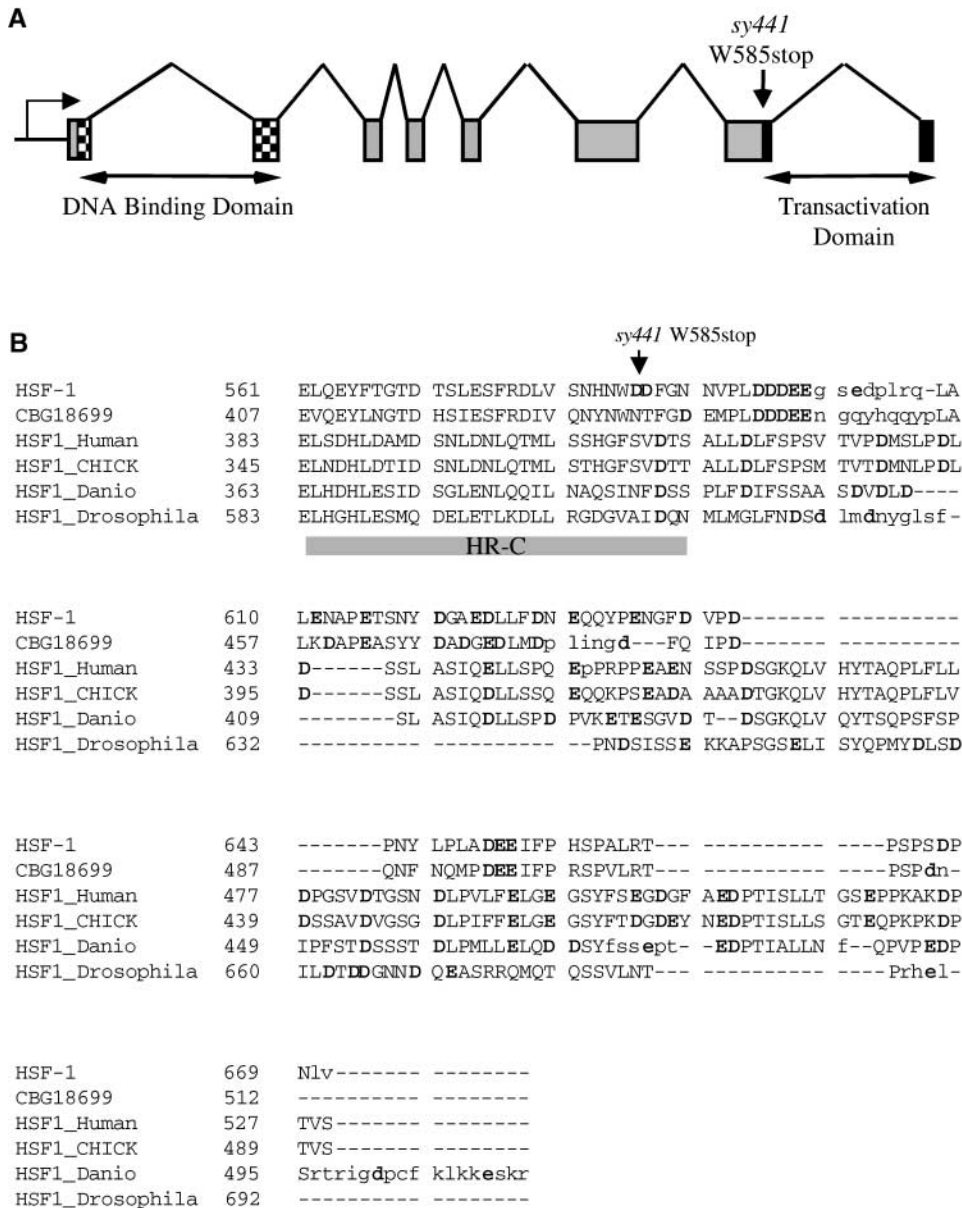 A
sy441
W585stop
DNA Binding Domain
Transactivation
Domain
B
sy441 W585stop
HSF-1 561 ELQEYFTGTD TSLESFRDLV SNHNWDDFGN NVPLDDDEEg sedplrq-LA
CBG18699 407 EVQEYLNGTD HSIESFRDIV QNYNWNTFGD EMPLDDDEEn gqyhqqypLA
HSF1_Human 383 ELSDHLDAMD SNLDNLQTML SSHGFSVDTS ALLDLFSPSV TVPDMSLPDL
HSF1_CHICK 345 ELNDHLDTID SNLDNLQTML STHGFSVDTT ALLDLFSPSM TVTDMNLPDL
HSF1_Danio 363 ELHDHLESID SGLENLQQIL NAQSINFDSS PLFDIFSSAA SDVDLD----
HSF1_Drosophila 583 ELHGHLESMQ DELETLKDLL RGDGVAIDQN MLMGLFNDSd lmdnyglsf-
HR-C
HSF-1 610 LENAPETSNY DGAEDLLFDN EQQYPENGFD VPD------- ----------
CBG18699 457 LKDAPEASYY DADGEDLMDp lingd---FQ IPD------- ----------
HSF1_Human 433 D------SSL ASIQELLSPQ EpPRPPEAEN SSPDSGKQLV HYTAQPLFLL
HSF1_CHICK 395 D------SSL ASIQDLLSSQ EQQKPSEADA AAADTGKQLV HYTAQPLFLV
HSF1_Danio 409 --------SL ASIQDLLSPD PVKETESGVD T--DSGKQLV QYTSQPSFSP
HSF1_Drosophila 632 ---------- ---------- --PNDSISSE KKAPSGSELI SYQPMYDLSD
HSF-1 643 -------PNY LPLADEEIFP HSPALRT--- ---------- ----PSPSDP
CBG18699 487 -------QNF NQMPDEEIFP RSPVLRT--- ---------- ----PSPdn-
HSF1_Human 477 DPGSVDTGSN DLPVLFELGE GSYFSEGDGF AEDPTISLLT GSEPPKAKDP
HSF1_CHICK 439 DSSAVDVGSG DLPIFFELGE GSYFTDGDEY NEDPTISLLS GTEQPKPKDP
HSF1_Danio 449 IPFSTDSSST DLPMLLELQD DSYfssept- -EDPTIALLN f--QPVPEDP
HSF1_Drosophila 660 ILDTDDGNND QEASRRQMQT QSSVLNT--- ---------- ----Prhel-
HSF-1 669 Nlv------- ----------
CBG18699 512 ---------- ----------
HSF1_Human 527 TVS------- ----------
HSF1_CHICK 489 TVS------- ----------
HSF1_Danio 495 Srtrigdpcf klkkeskr
HSF1_Drosophila 692 ---------- ----------